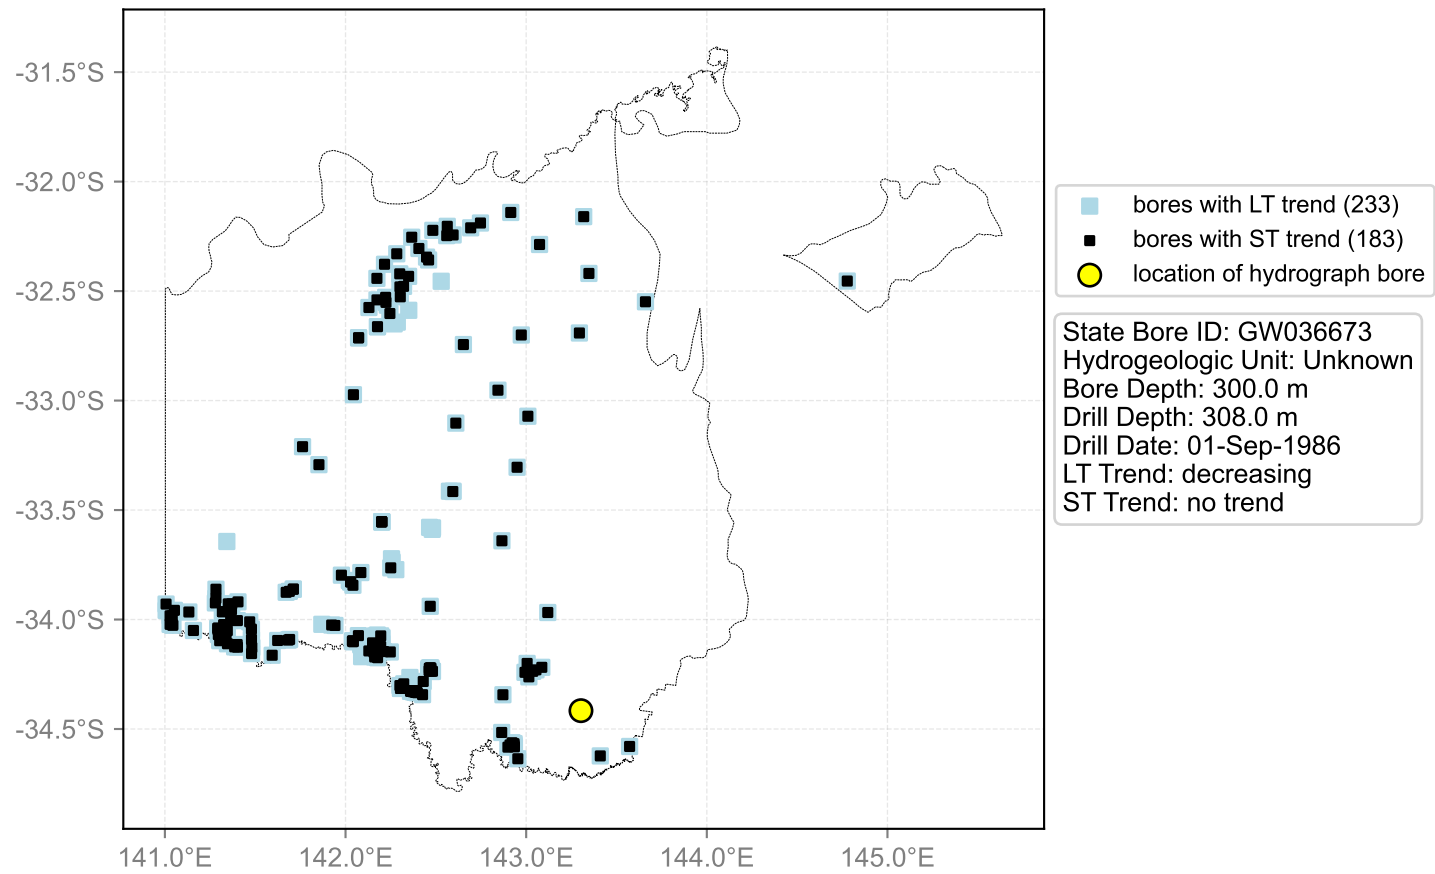 -31.5°S
-32.0°S
-32.5°S
-33.0°S
-33.5°S
-34.0°S
-34.5°S
141.0°E
142.0°E
143.0°E
144.0°E
145.0°E
bores with LT trend (233)
bores with ST trend (183)
location of hydrograph bore
State Bore ID: GW036673
Hydrogeologic Unit: Unknown
Bore Depth: 300.0 m
Drill Depth: 308.0 m
Drill Date: 01-Sep-1986
LT Trend: decreasing
ST Trend: no trend